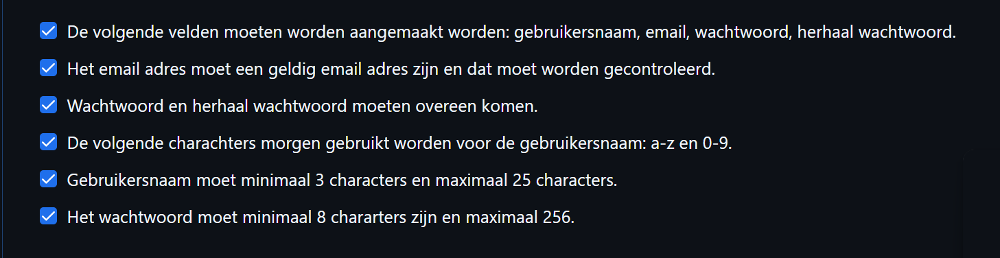 De volgende velden moeten worden aangemaakt worden: gebruikersnaam, email, wachtwoord, herhaal wachtwoord.
Het email adres moet een geldig email adres zijn en dat moet worden gecontroleerd.
Wachtwoord en herhaal wachtwoord moeten overeen komen.
De volgende charachters morgen gebruikt worden voor de gebruikersnaam: a-z en 0-9.
Gebruikersnaam moet minimaal 3 characters en maximaal 25 characters.
Het wachtwoord moet minimaal 8 chararters zijn en maximaal 256.